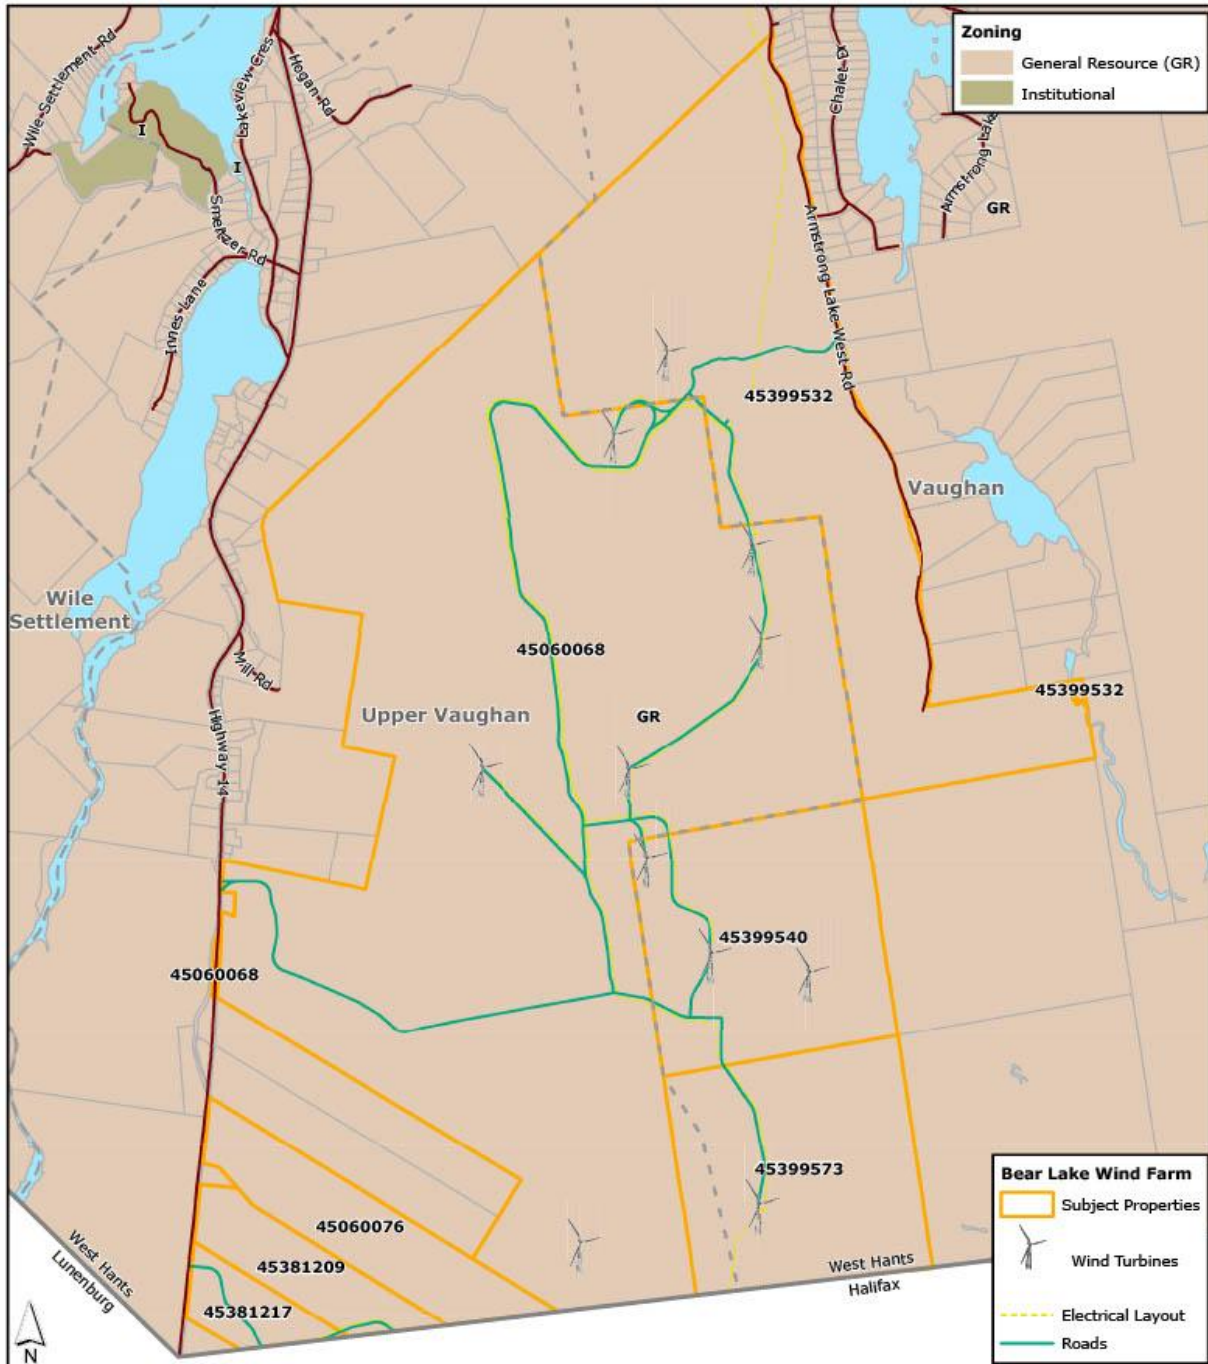 Zoning
General Resource (GR)
Institutional
Wile Settlement Rd
Lakeview Cres
Hogan Rd
Chalet Dr
Armstrong Lake
I
I
GR
Smeltzer Rd
Armstrong Lake West Rd
Innes Lane
45399532
Vaughan
Wile
Settlement
45060068
Mill Rd
45399532
Upper Vaughan
GR
Highway 14
45399540
45060068
45399573
45060076
45381209
45381217
West Hants
Lunenburg
West Hants
Halifax
N
Bear Lake Wind Farm
Subject Properties
Wind Turbines
Electrical Layout
Roads